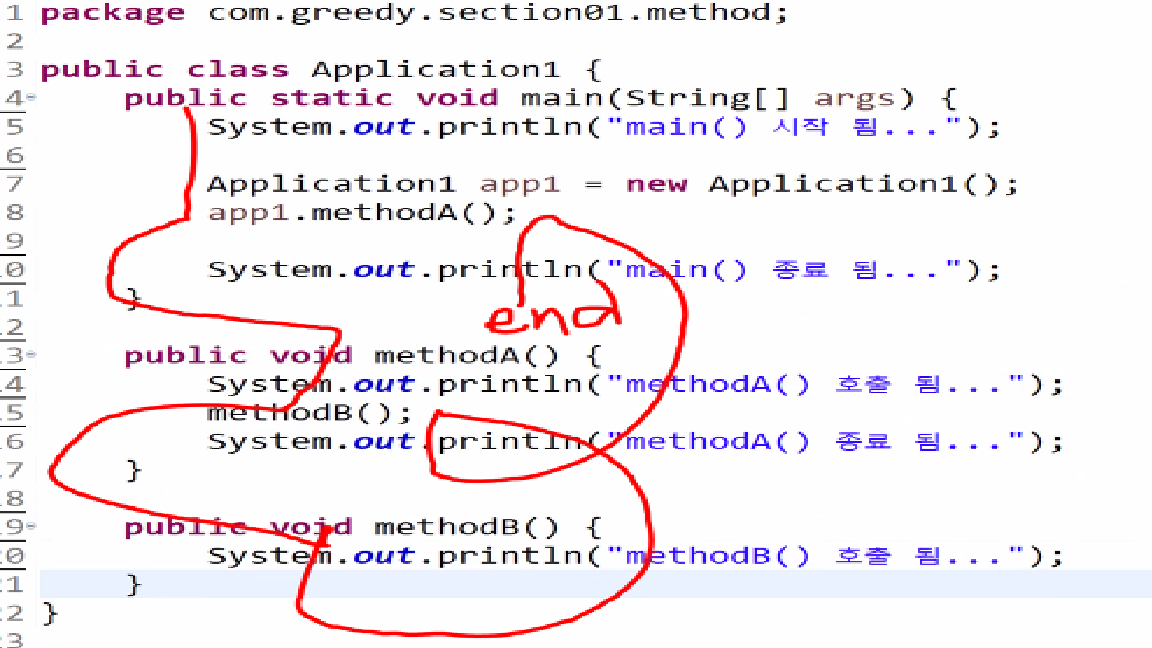 1 package com.greedy.section01.method;
2
3 public class Application1 {
4 public static void main(String[] args) {
5 System.out.println("main() 시작 됨...");
6
7 Application1 app1 = new Application1();
8 app1.methodA();
9
10 System.out.println("main() 종료 됨...");
11 }
end
12
13 public void methodA() {
14 System.out.println("methodA() 호출 됨...");
15 methodB();
16 System.out.println("methodA() 종료 됨...");
17 }
18
19 public void methodB() {
20 System.out.println("methodB() 호출 됨...");
21 }
22 }
23